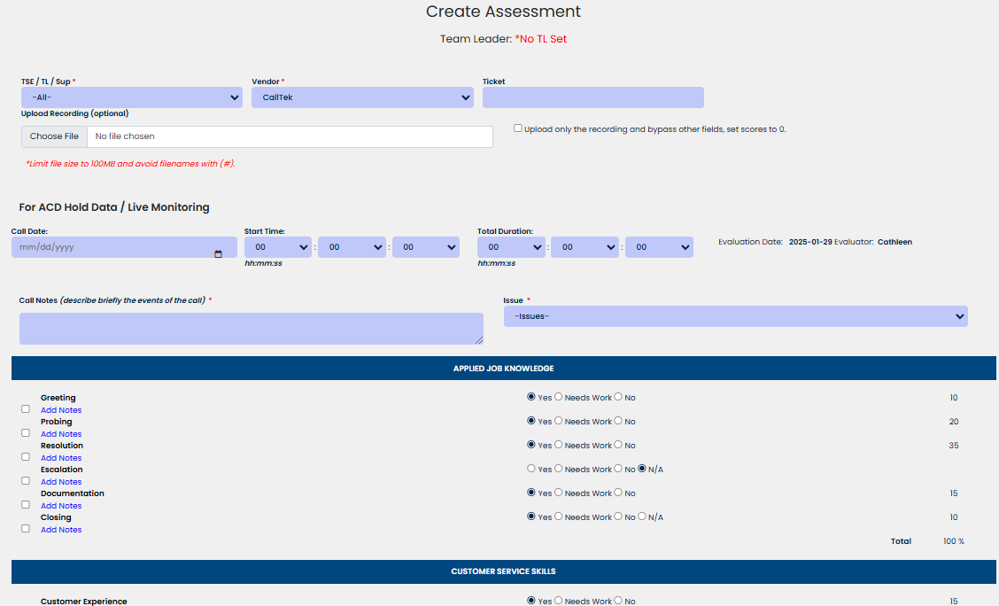 Create Assessment
Team Leader: *No TL Set
TSE / TL / Sup * Vendor * Ticket
-All- CallTek
Upload Recording (optional)
Choose File No file chosen
Upload only the recording and bypass other fields, set scores to 0.
*Limit file size to 100MB and avoid filenames with (#).
For ACD Hold Data / Live Monitoring
Call Date: Start Time: Total Duration:
mm/dd/yyyy 00 : 00 : 00 00 : 00 : 00
Evaluation Date: 2025-01-29 Evaluator: Cathleen
hh:mm:ss hh:mm:ss
Call Notes (describe briefly the events of the call) * Issue *
-Issues-
APPLIED JOB KNOWLEDGE
Greeting Yes Needs Work No 10
Add Notes
Probing Yes Needs Work No 20
Add Notes
Resolution Yes Needs Work No 35
Add Notes
Escalation Yes Needs Work No N/A
Add Notes
Documentation Yes Needs Work No 15
Add Notes
Closing Yes Needs Work No N/A 10
Add Notes
Total 100 %
CUSTOMER SERVICE SKILLS
Customer Experience Yes Needs Work No 15